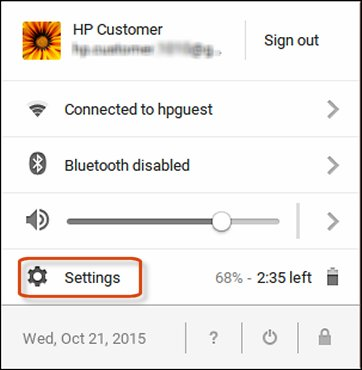 HP Customer
Sign out
Connected to hpguest
Bluetooth disabled
Settings 68% - 2:35 left
Wed, Oct 21, 2015 ?